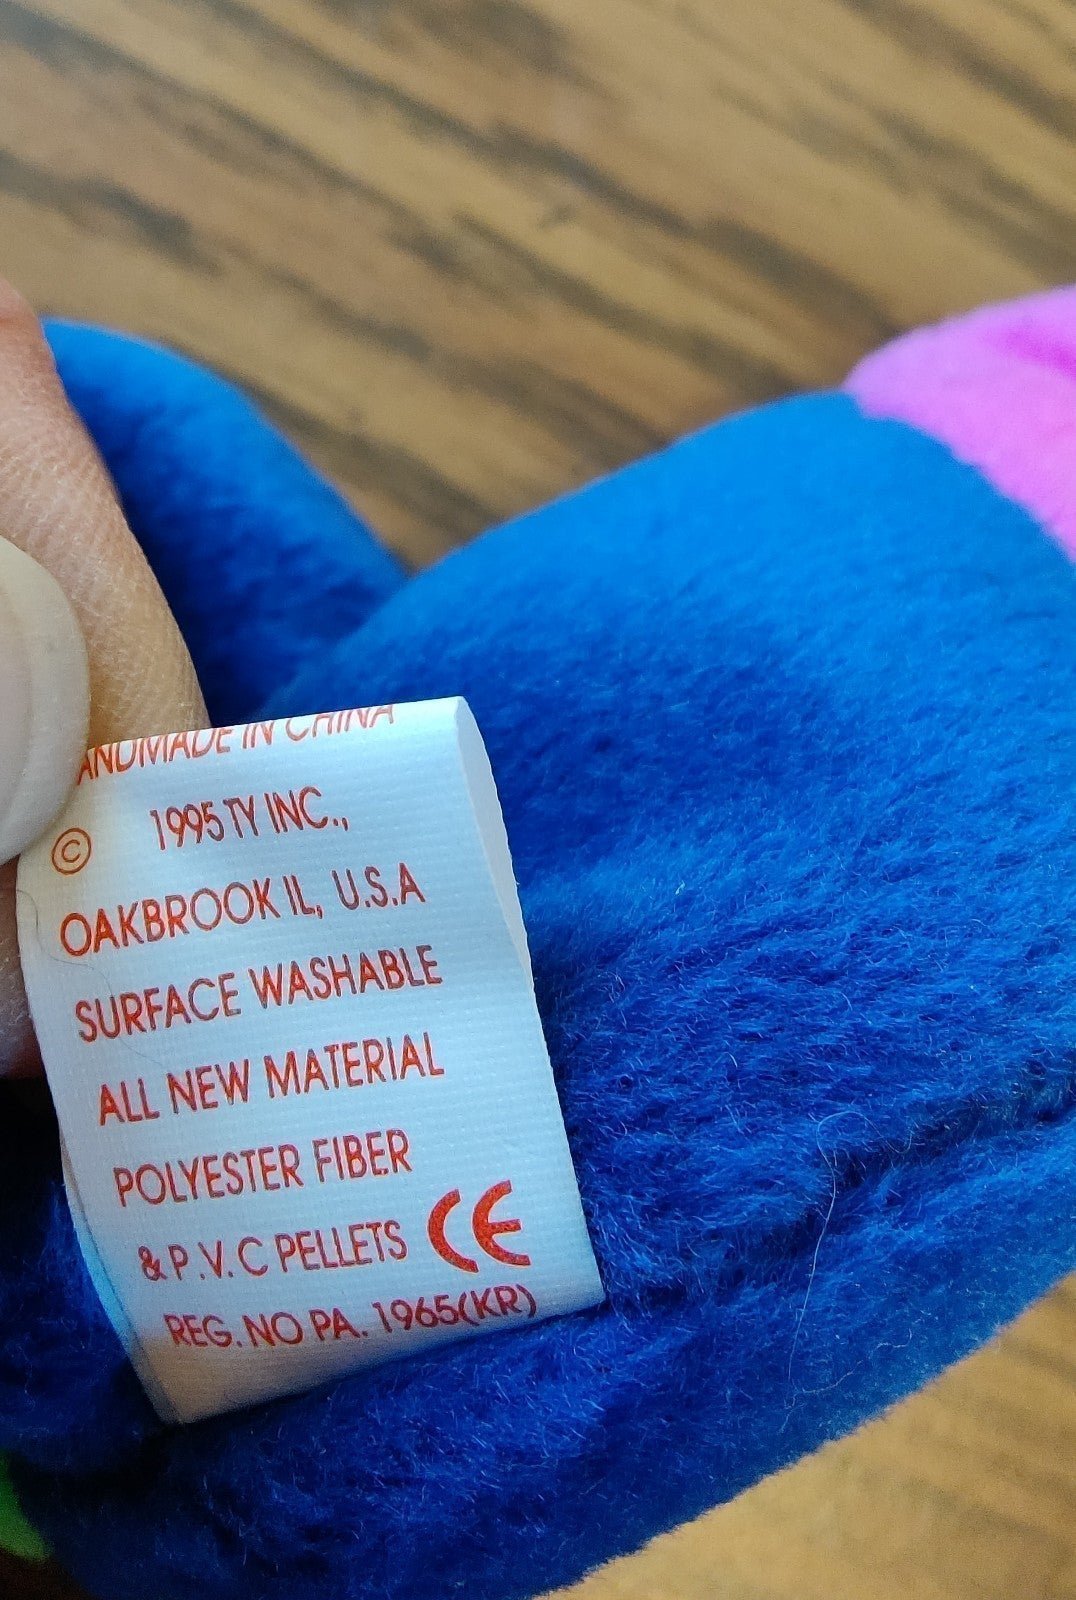 ANDMADE IN CHINA
© 1995 TY INC.,
OAKBROOK IL, U.S.A
SURFACE WASHABLE
ALL NEW MATERIAL
POLYESTER FIBER
& P.V.C PELLETS CE
REG. NO PA. 1965(KR)